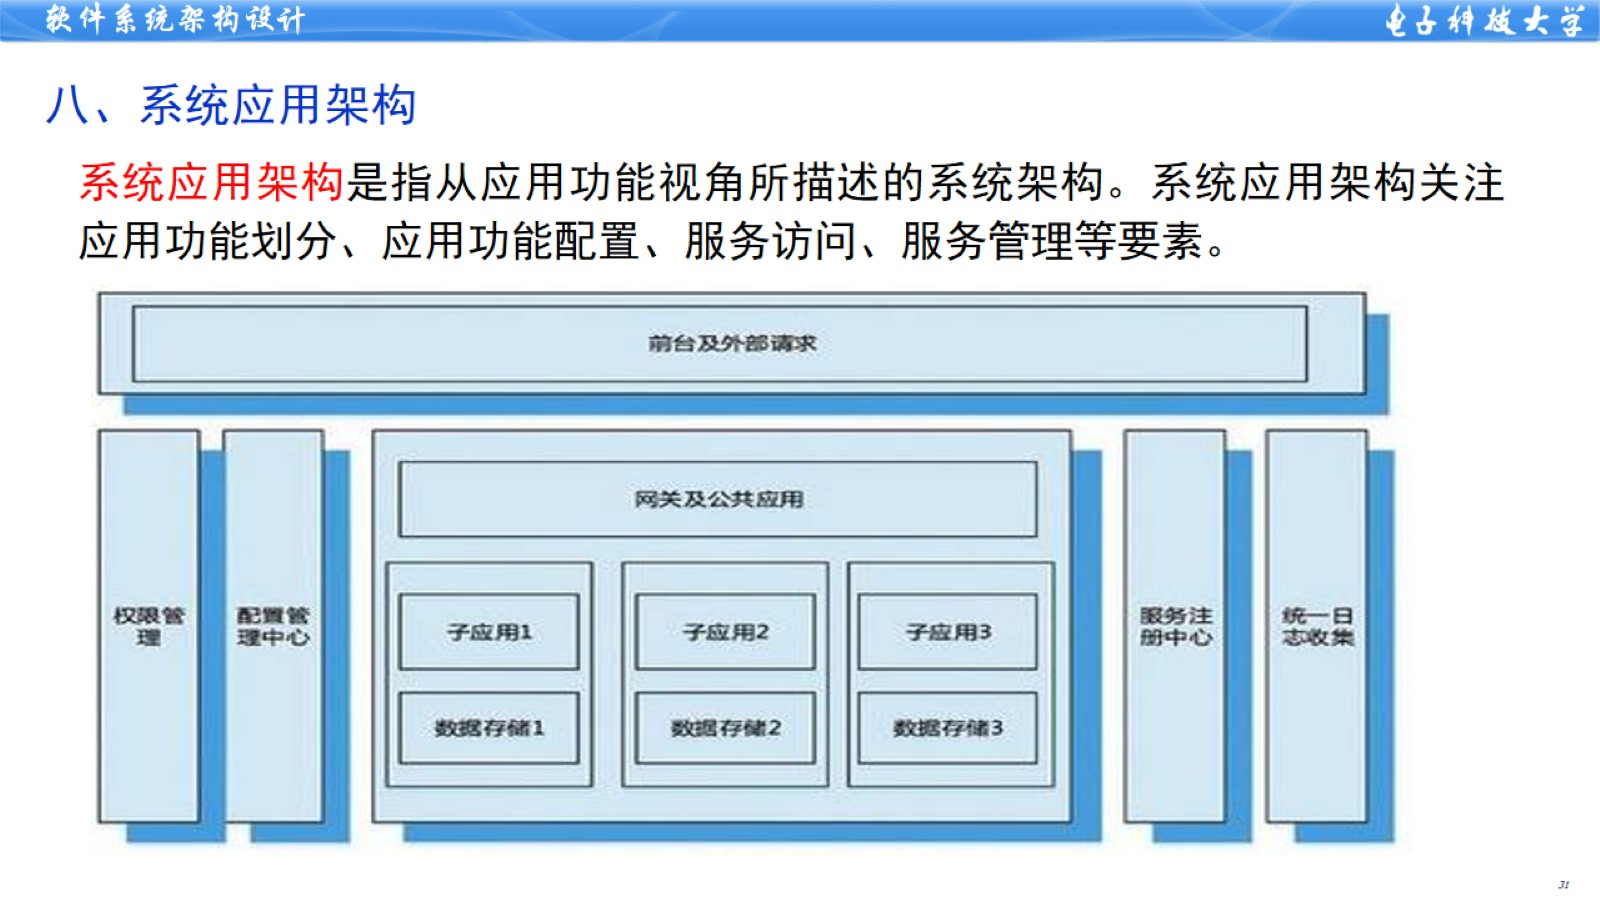 软件系统架构设计
电子科技大学
八、系统应用架构
系统应用架构是指从应用功能视角所描述的系统架构。系统应用架构关注
应用功能划分、应用功能配置、服务访问、服务管理等要素。
前台及外部请求
权限管
理
配置管
理中心
网关及公共应用
子应用1
子应用2
子应用3
数据存储1
数据存储2
数据存储3
服务注
册中心
统一日
志收集
31